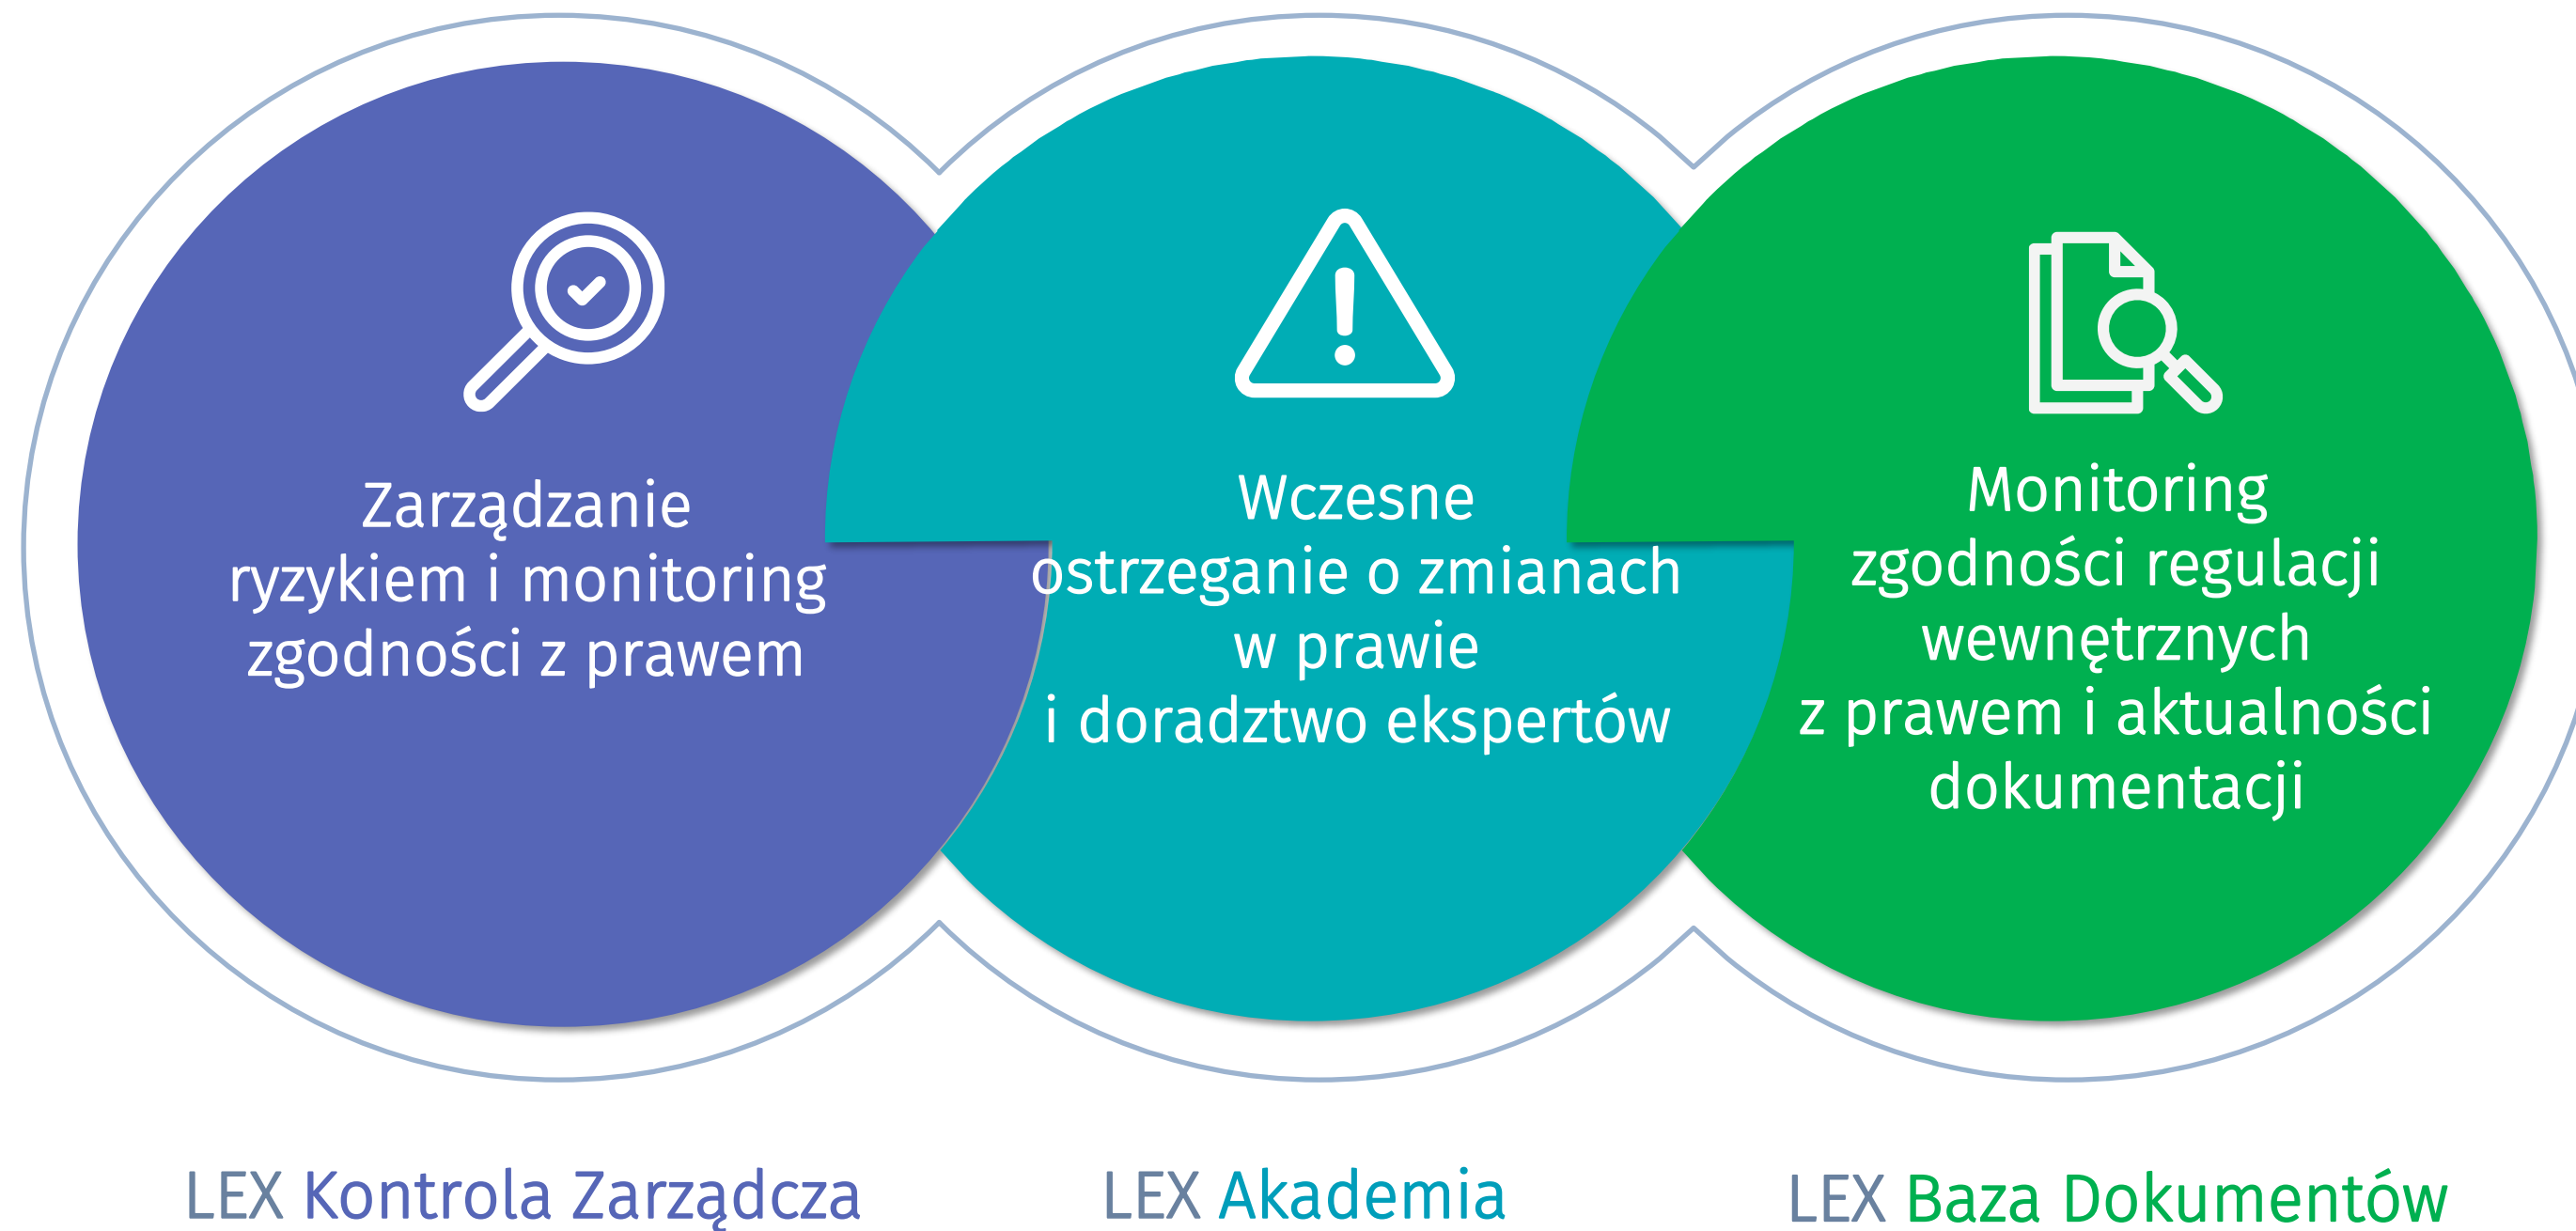 Zarządzanie
ryzykiem i monitoring
zgodności z prawem
Wczesne
ostrzeganie o zmianach
w prawie
i doradztwo ekspertów
Monitoring
zgodności regulacji
wewnętrznych
z prawem i aktualności
dokumentacji
LEX Kontrola Zarządcza
LEX Akademia
LEX Baza Dokumentów